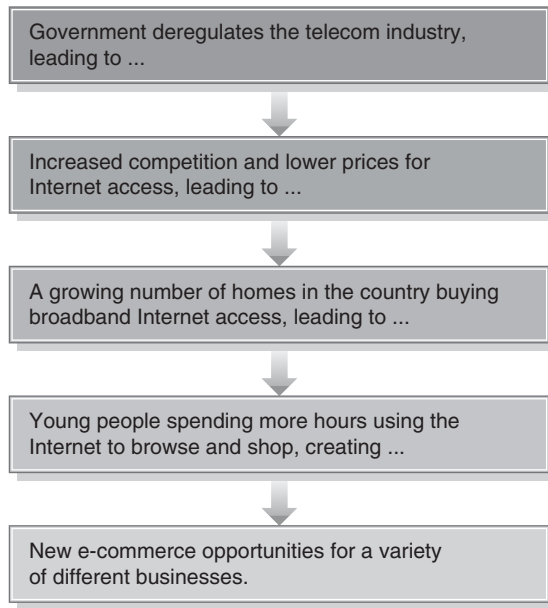 Government deregulates the telecom industry,
leading to ...
Increased competition and lower prices for
Internet access, leading to ...
A growing number of homes in the country buying
broadband Internet access, leading to ...
Young people spending more hours using the
Internet to browse and shop, creating ...
New e-commerce opportunities for a variety
of different businesses.